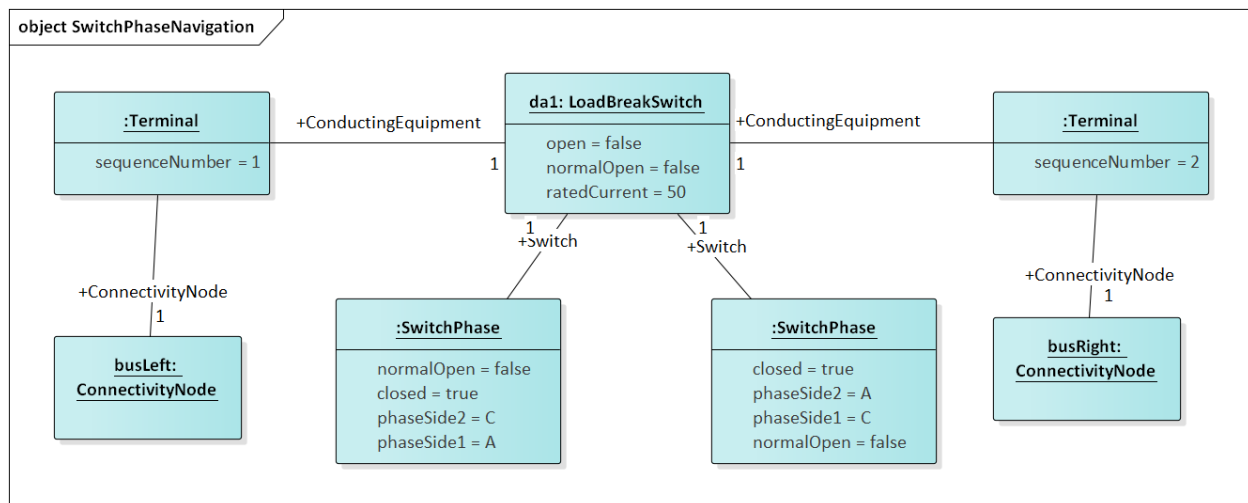 object SwitchPhaseNavigation
:Terminal
sequenceNumber = 1
+ConductingEquipment
1
da1: LoadBreakSwitch
open = false
normalOpen = false
ratedCurrent = 50
+ConductingEquipment
1
:Terminal
sequenceNumber = 2
1
+Switch
1
+Switch
+ConnectivityNode
1
+ConnectivityNode
1
busLeft:
ConnectivityNode
:SwitchPhase
normalOpen = false
closed = true
phaseSide2 = C
phaseSide1 = A
:SwitchPhase
closed = true
phaseSide2 = A
phaseSide1 = C
normalOpen = false
busRight:
ConnectivityNode